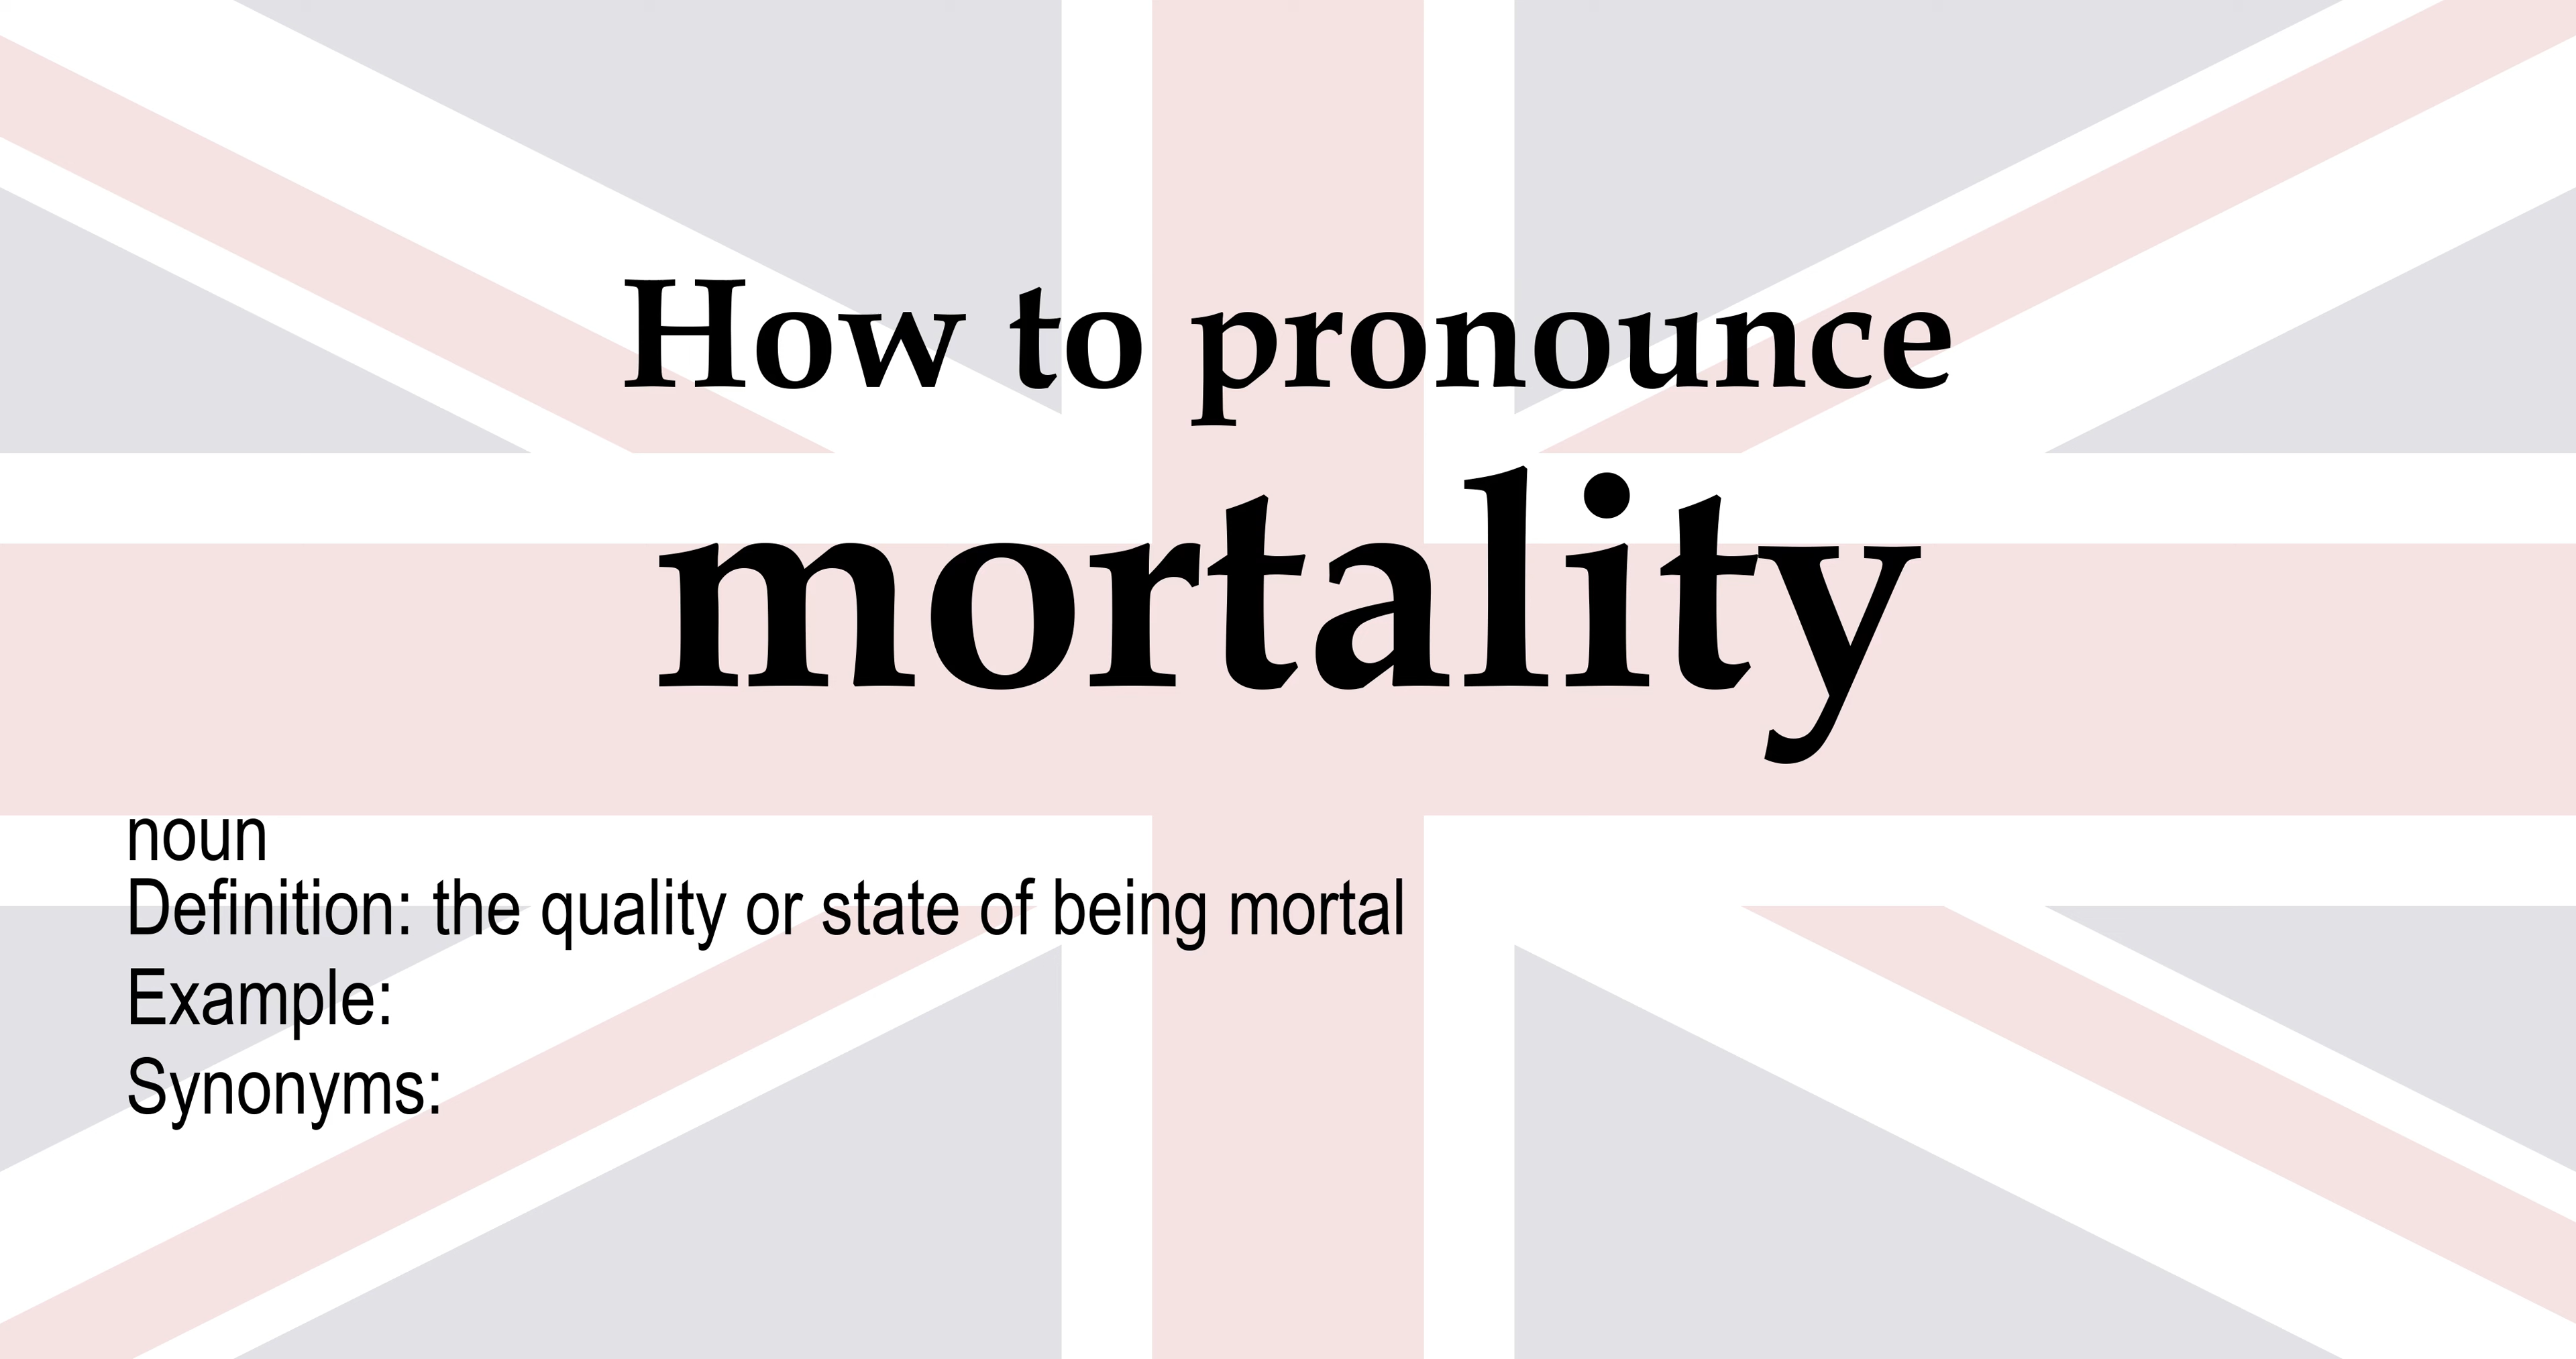 How to pronounce
mortality
noun
Definition: the quality or state of being mortal
Example:
Synonyms: